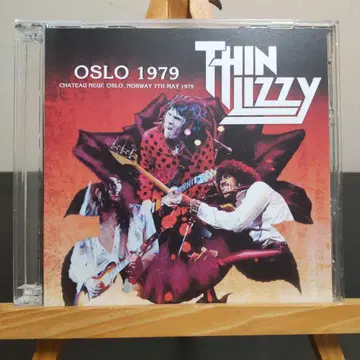 THIN
LIZZY
OSLO 1979
CHATEAU NEUF, OSLO, NORWAY 7TH MAY 1979